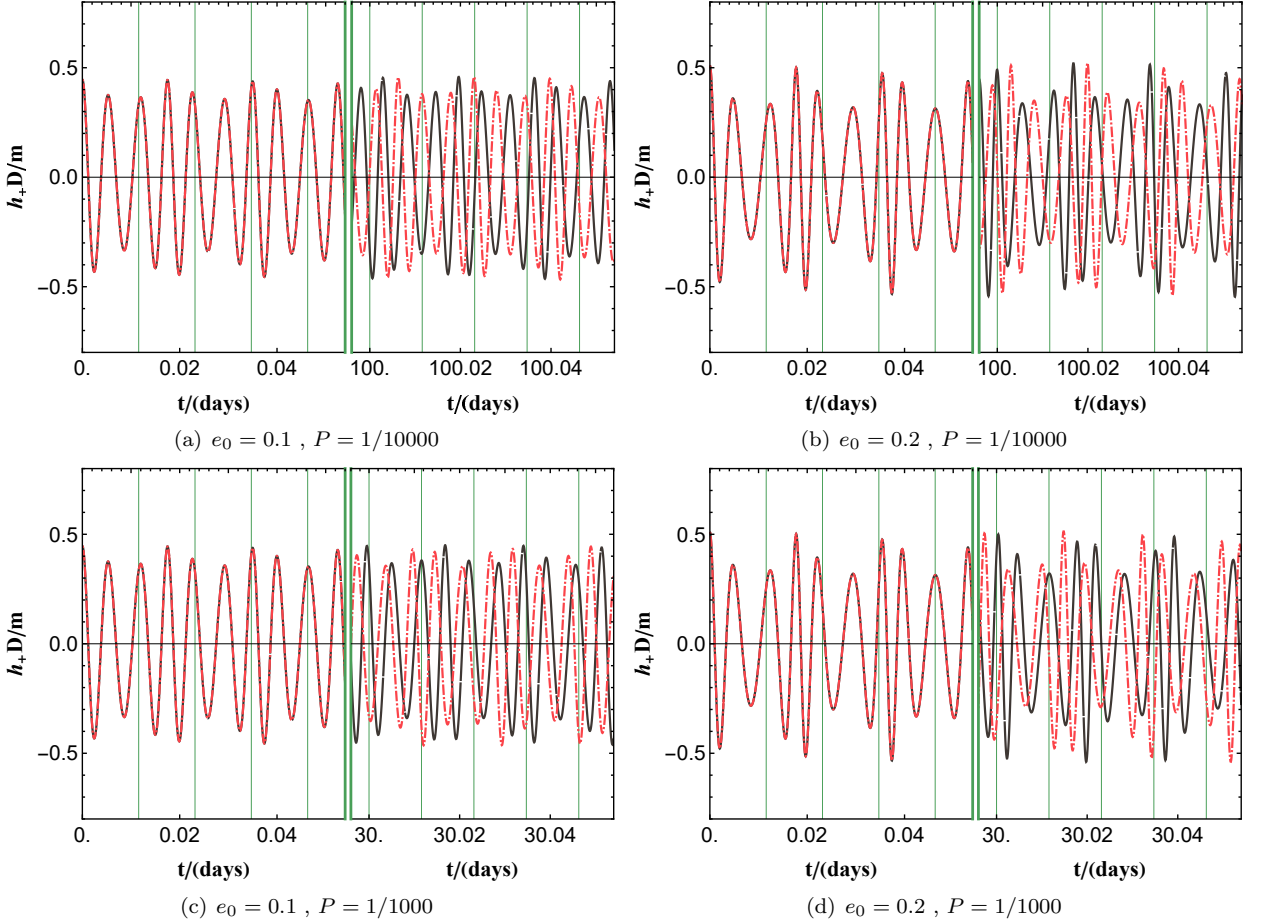 0.5
0.0
−0.5
h₊D/m
0. 0.02 0.04 100. 100.02 100.04
t/(days) t/(days)
(a) e₀ = 0.1 , P = 1/10000
0.5
0.0
−0.5
h₊D/m
0. 0.02 0.04 100. 100.02 100.04
t/(days) t/(days)
(b) e₀ = 0.2 , P = 1/10000
0.5
0.0
−0.5
h₊D/m
0. 0.02 0.04 30. 30.02 30.04
t/(days) t/(days)
(c) e₀ = 0.1 , P = 1/1000
0.5
0.0
−0.5
h₊D/m
0. 0.02 0.04 30. 30.02 30.04
t/(days) t/(days)
(d) e₀ = 0.2 , P = 1/1000